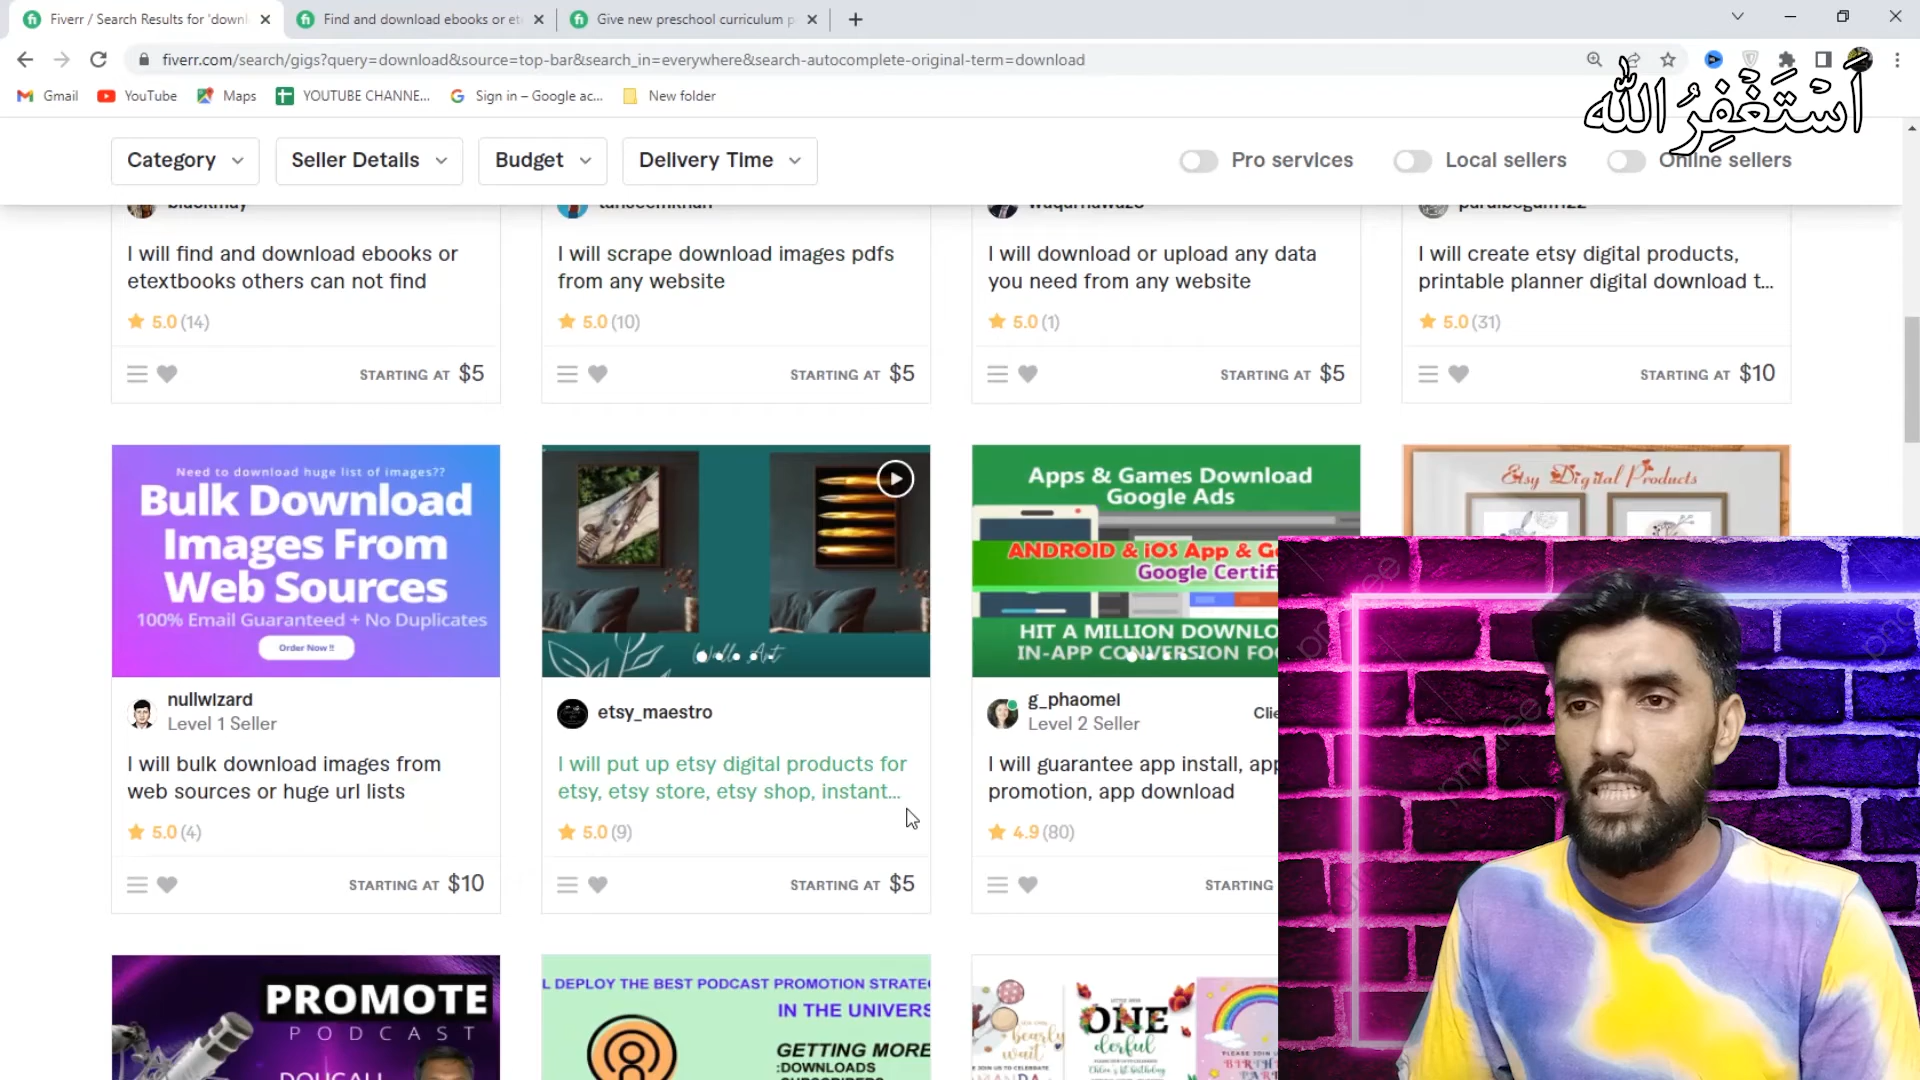 Fiverr / Search Results for 'downl
Find and download ebooks or et
Give new preschool curriculum p
fiverr.com/search/gigs?query=download&source=top-bar&search_in=everywhere&search-autocomplete-original-term=download
Gmail
YouTube
Maps
YOUTUBE CHANNE...
Sign in – Google ac...
New folder
أَسْتَغْفِرُ اللّٰه
Category
Seller Details
Budget
Delivery Time
Pro services
Local sellers
Online sellers
I will find and download ebooks or
etextbooks others can not find
5.0 (14)
STARTING AT $5
I will scrape download images pdfs
from any website
5.0 (10)
STARTING AT $5
I will download or upload any data
you need from any website
5.0 (1)
STARTING AT $5
I will create etsy digital products,
printable planner digital download t...
5.0 (31)
STARTING AT $10
Need to download huge list of images??
Bulk Download
Images From
Web Sources
100% Email Guaranteed + No Duplicates
Order Now !!
nullwizard
Level 1 Seller
I will bulk download images from
web sources or huge url lists
5.0 (4)
STARTING AT $10
Walls Art
etsy_maestro
I will put up etsy digital products for
etsy, etsy store, etsy shop, instant...
5.0 (9)
STARTING AT $5
Apps & Games Download
Google Ads
ANDROID & iOS App & G
Google Certifi
HIT A MILLION DOWNLO
IN-APP CONVERSION FO
g_phaomei
Level 2 Seller
Clie
I will guarantee app install, app
promotion, app download
4.9 (80)
STARTING
Etsy Digital Products
PROMOTE
PODCAST
DOUGALL
L DEPLOY THE BEST PODCAST PROMOTION STRATE
IN THE UNIVERS
GETTING MORE
:DOWNLOADS
ONE
derful
PLEASE JOIN
BIRTH
PAR
pngtree